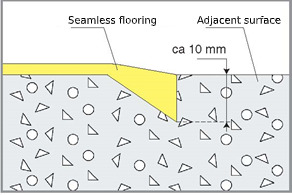 Seamless flooring
Adjacent surface
ca 10 mm